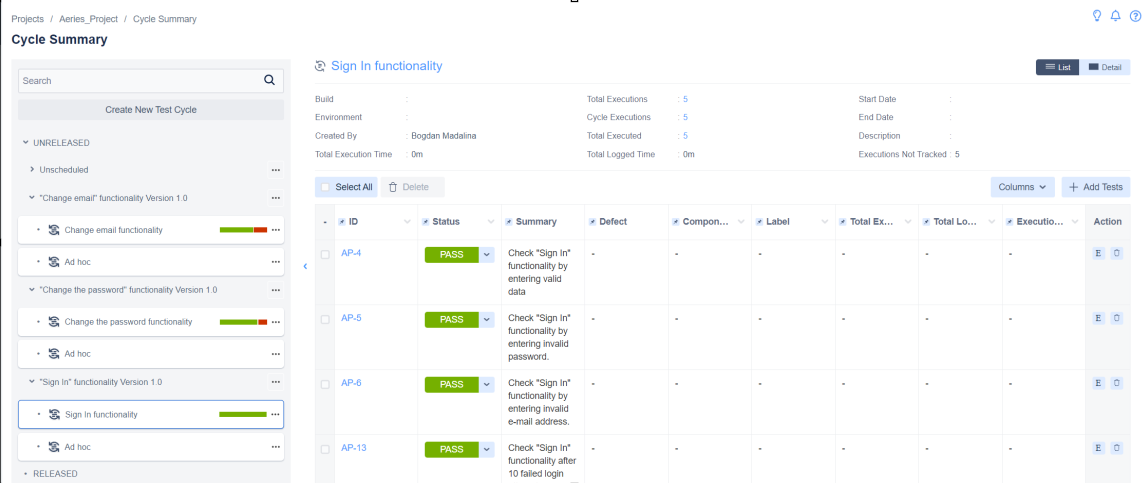 Projects / Aeries_Project / Cycle Summary
Cycle Summary
Search
Create New Test Cycle
UNRELEASED
Unscheduled
"Change email" functionality Version 1.0
Change email functionality
Ad hoc
"Change the password" functionality Version 1.0
Change the password functionality
Ad hoc
"Sign In" functionality Version 1.0
Sign In functionality
Ad hoc
RELEASED
Sign In functionality
List Detail
Build : Total Executions : 5 Start Date :
Environment : Cycle Executions : 5 End Date :
Created By : Bogdan Madalina Total Executed : 5 Description :
Total Execution Time : 0m Total Logged Time : 0m Executions Not Tracked : 5
Select All Delete Columns + Add Tests
- ID Status Summary Defect Compon... Label Total Ex... Total Lo... Executio... Action
AP-4 PASS Check "Sign In" - - - - - - E
functionality by
entering valid
data
AP-5 PASS Check "Sign In" - - - - - - E
functionality by
entering invalid
password.
AP-6 PASS Check "Sign In" - - - - - - E
functionality by
entering invalid
e-mail address.
AP-13 PASS Check "Sign In" - - - - - - E
functionality after
10 failed login